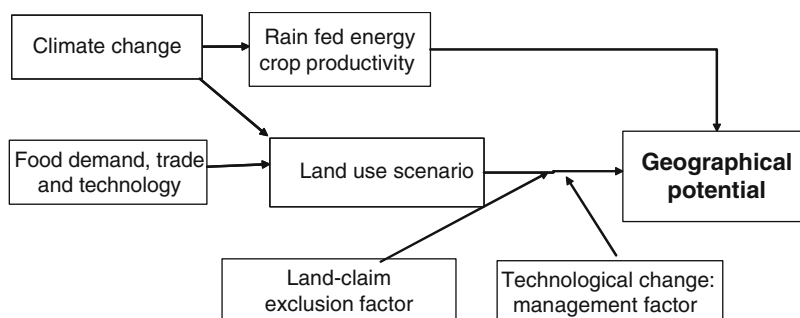 Climate change
Rain fed energy
crop productivity
Food demand, trade
and technology
Land use scenario
Geographical
potential
Land-claim
exclusion factor
Technological change:
management factor